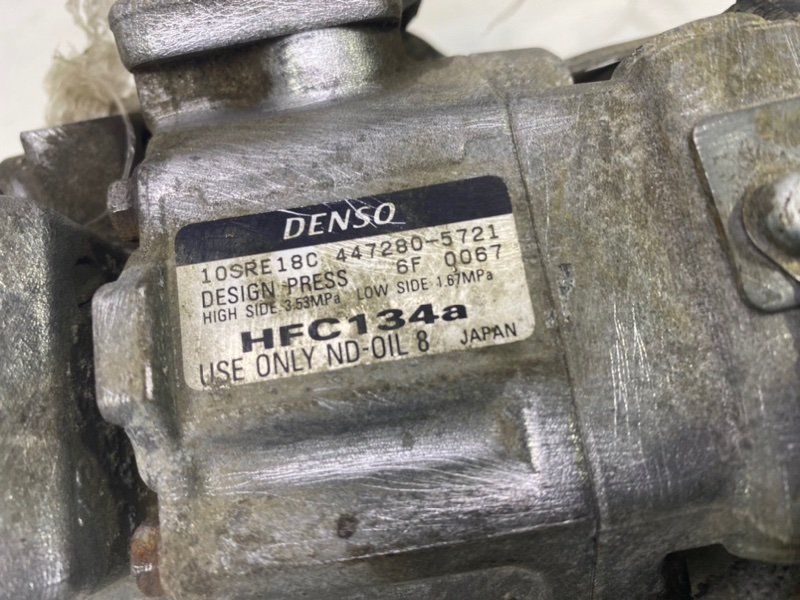 DENSO
10SRE18C 447280-5721
DESIGN PRESS 6F 0067
HIGH SIDE 3.53MPa LOW SIDE 1.67MPa
HFC134a
USE ONLY ND-OIL 8 JAPAN